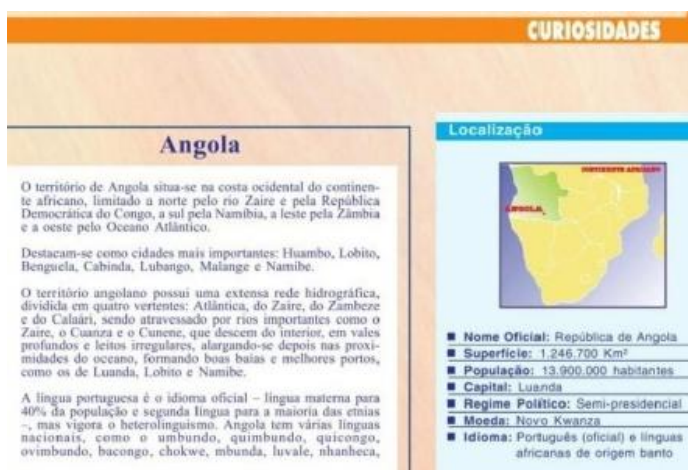 CURIOSIDADES
Angola
O território de Angola situa-se na costa ocidental do continen-
te africano, limitado a norte pelo rio Zaire e pela República
Democrática do Congo, a sul pela Namíbia, a leste pela Zâmbia
e a oeste pelo Oceano Atlântico.
Destacam-se como cidades mais importantes: Huambo, Lobito,
Benguela, Cabinda, Lubango, Malange e Namibe.
O território angolano possui uma extensa rede hidrográfica,
dividida em quatro vertentes: Atlântica, do Zaire, do Zambeze
e do Calaári, sendo atravessado por rios importantes como o
Zaire, o Cuanza e o Cunene, que descem do interior, em vales
profundos e leitos irregulares, alargando-se depois nas proxi-
midades do oceano, formando boas baías e melhores portos,
como os de Luanda, Lobito e Namibe.
A língua portuguesa é o idioma oficial – língua materna para
40% da população e segunda língua para a maioria das etnias
–, mas vigora o heterolinguismo. Angola tem várias línguas
nacionais, como o umbundo, quimbundo, quicongo,
ovimbundo, bacongo, chokwe, mbunda, luvale, nhanheca,
Localização
CONTINENTE AFRICANO
ANGOLA
Nome Oficial: República de Angola
Superfície: 1.246.700 Km²
População: 13.900.000 habitantes
Capital: Luanda
Regime Político: Semi-presidencial
Moeda: Novo Kwanza
Idioma: Português (oficial) e línguas
africanas de origem banto